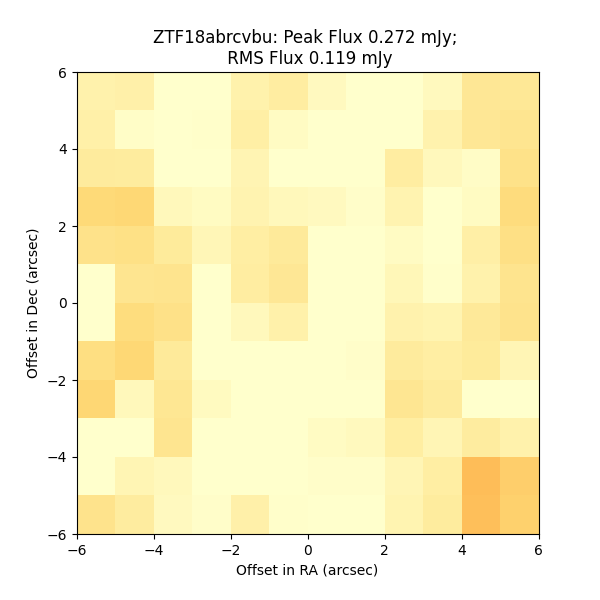 ZTF18abrcvbu: Peak Flux 0.272 mJy;
RMS Flux 0.119 mJy
6
4
2
0
−2
−4
−6
Offset in Dec (arcsec)
−6 −4 −2 0 2 4 6
Offset in RA (arcsec)